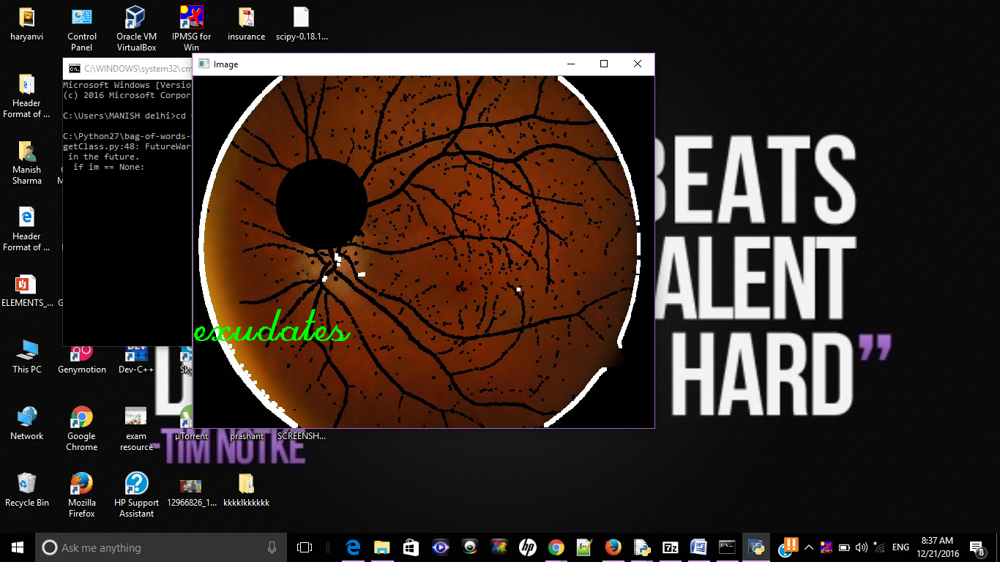 haryanvi
Control
Panel
Oracle VM
VirtualBox
IPMSG for
Win
insurance
scipy-0.18.1...
C:\WINDOWS\system32\cm
Image
Microsoft Windows [Versio
(c) 2016 Microsoft Corpor
C:\Users\MANISH delhi>cd
C:\Python27\bag-of-words-
getClass.py:48: FutureWar
in the future.
if im == None:
Header
Format of ...
Manish
Sharma
Header
Format of ...
ELEMENTS_...
exudates
BEATS
ALENT
HARD”
-TIM NOTKE
This PC
Genymotion
Dev-C++
Sky
Network
Google
Chrome
exam
resource
µTorrent
prashant
SCREENSH...
Recycle Bin
Mozilla
Firefox
HP Support
Assistant
12966826_1...
kkkklkkkkkk
Ask me anything
ENG
8:37 AM
12/21/2016
8